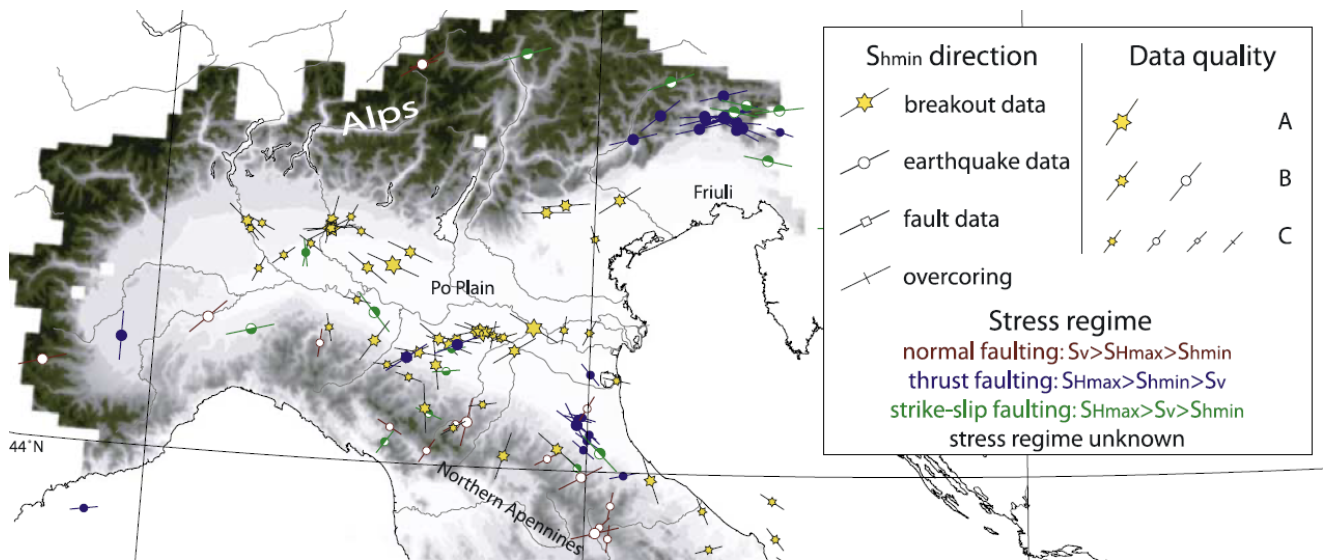 Alps
Friuli
Po Plain
44°N
Northern Apennines
Shmin direction
breakout data
earthquake data
fault data
overcoring
Data quality
A
B
C
Stress regime
normal faulting: Sv>SHmax>Shmin
thrust faulting: SHmax>Shmin>Sv
strike-slip faulting: SHmax>Sv>Shmin
stress regime unknown